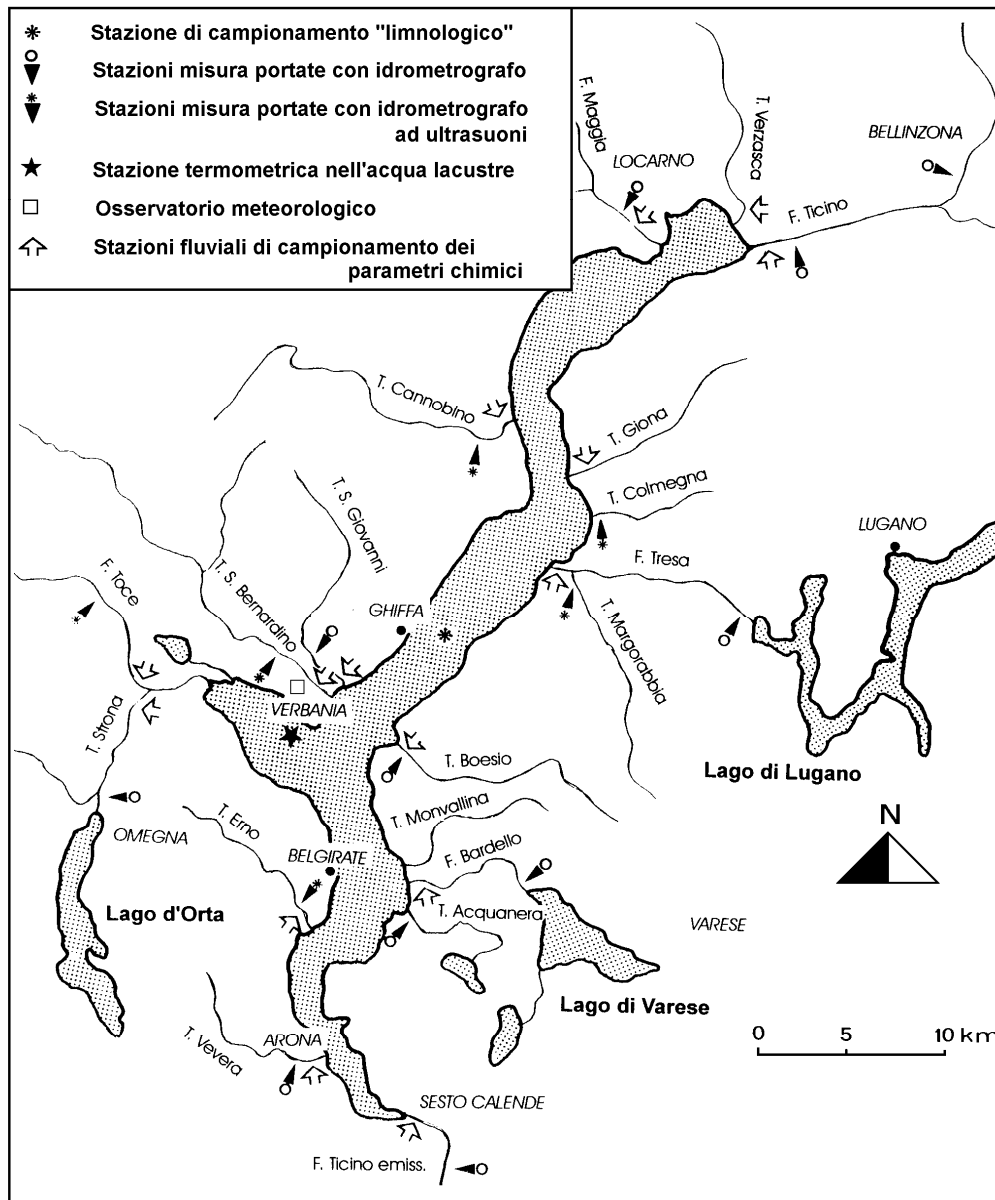 Stazione di campionamento "limnologico"
Stazioni misura portate con idrometrografo
Stazioni misura portate con idrometrografo
ad ultrasuoni
Stazione termometrica nell'acqua lacustre
Osservatorio meteorologico
Stazioni fluviali di campionamento dei
parametri chimici
F. Maggia
LOCARNO
T. Verzasca
BELLINZONA
F. Ticino
T. Cannobino
T. Giona
T. Colmegna
LUGANO
T. S. Giovanni
F. Tresa
F. Toce
T. S. Bernardino
GHIFFA
T. Margorabbia
VERBANIA
T. Strona
T. Boesio
Lago di Lugano
T. Monvallina
N
T. Erno
OMEGNA
BELGIRATE
F. Bardello
Lago d'Orta
T. Acquanera
VARESE
Lago di Varese
T. Vevera
ARONA
0 5 10 km
SESTO CALENDE
F. Ticino emiss.